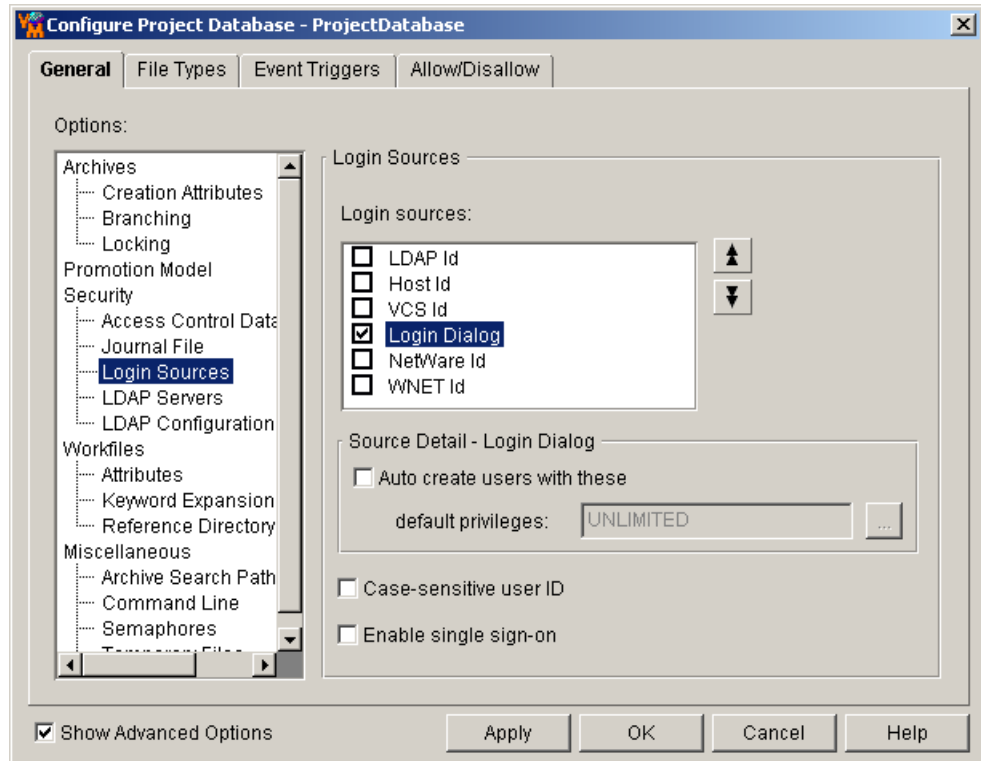 Configure Project Database - ProjectDatabase
General File Types Event Triggers Allow/Disallow
Options:
Archives
Creation Attributes
Branching
Locking
Promotion Model
Security
Access Control Data
Journal File
Login Sources
LDAP Servers
LDAP Configuration
Workfiles
Attributes
Keyword Expansion
Reference Directory
Miscellaneous
Archive Search Path
Command Line
Semaphores
Temporary Files
Login Sources
Login sources:
LDAP Id
Host Id
VCS Id
Login Dialog
NetWare Id
WNET Id
Source Detail - Login Dialog
Auto create users with these
default privileges: UNLIMITED ...
Case-sensitive user ID
Enable single sign-on
Show Advanced Options Apply OK Cancel Help